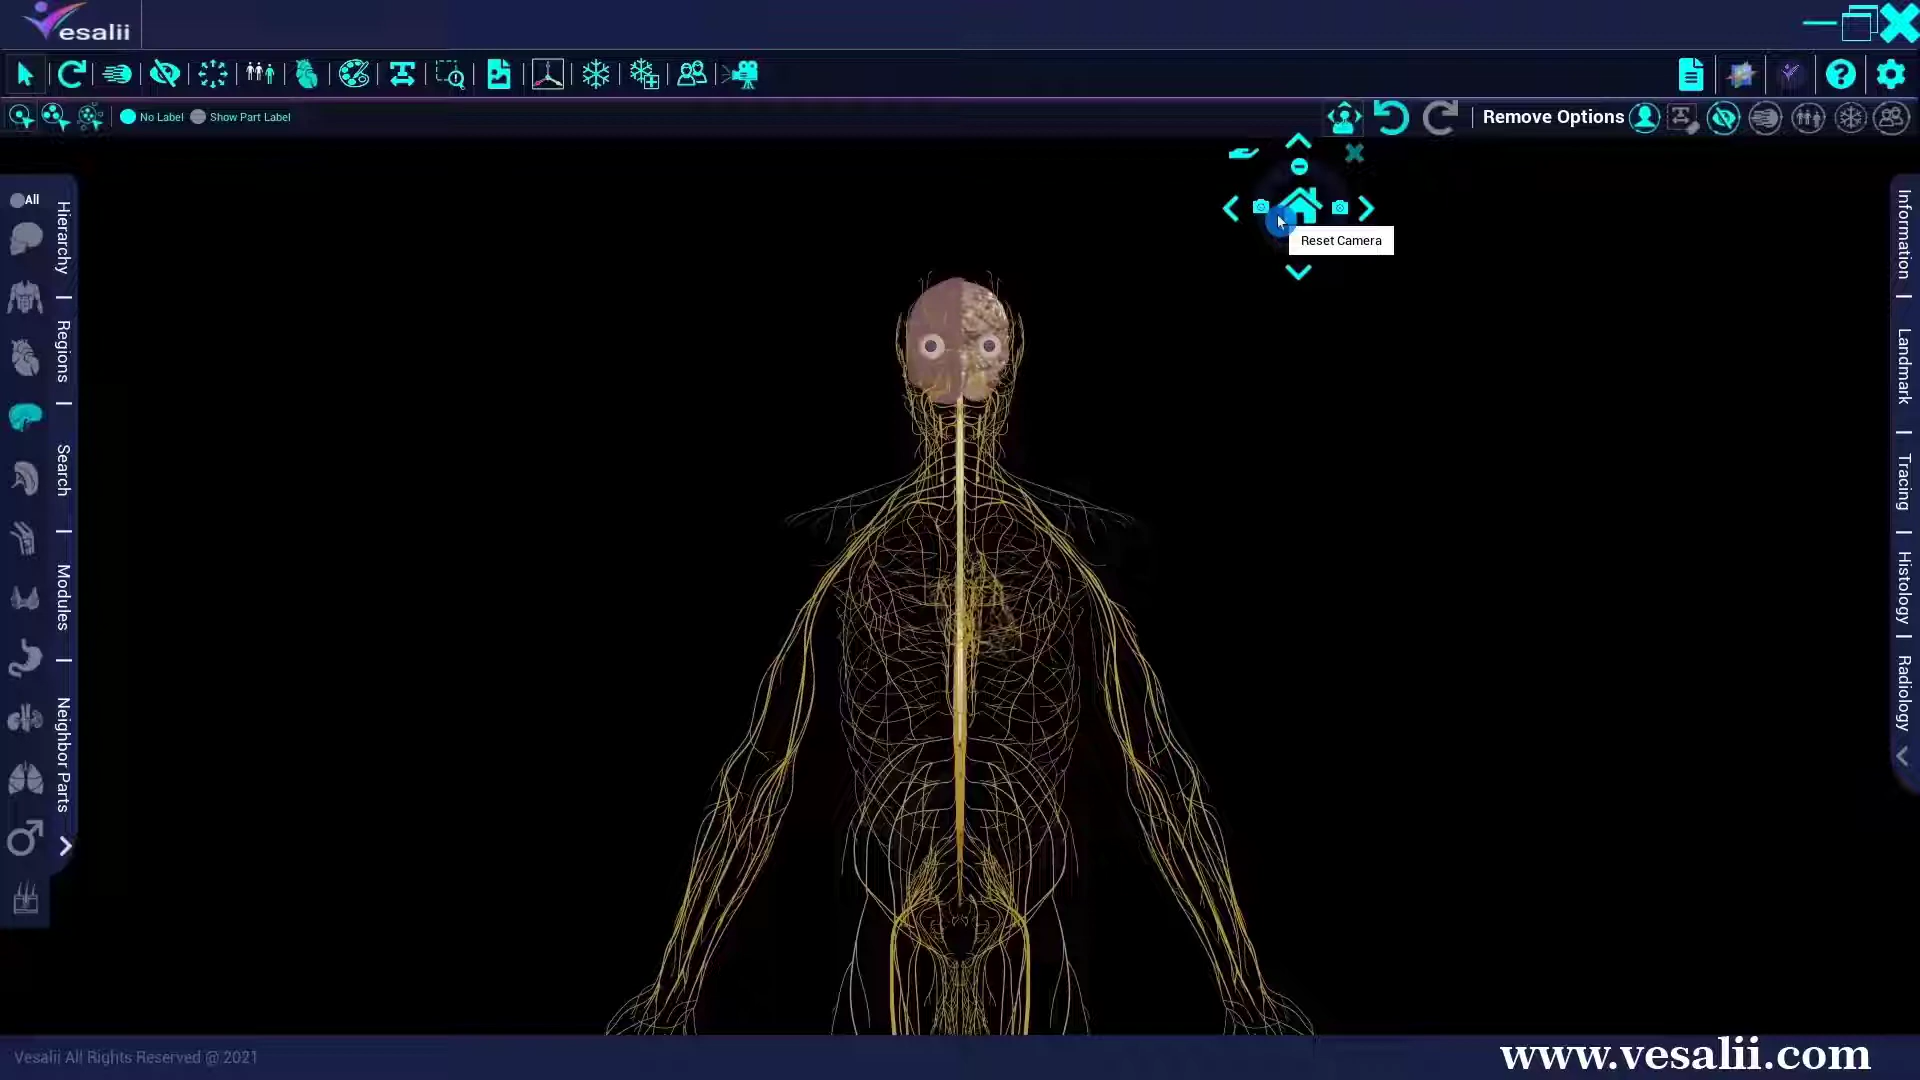 Vesalii
No Label
Show Part Label
Remove Options
Reset Camera
All
Hierarchy
Regions
Search
Modules
Neighbor Parts
Information
Landmark
Tracing
Histology
Radiology
Vesalii All Rights Reserved @ 2021
www.vesalii.com